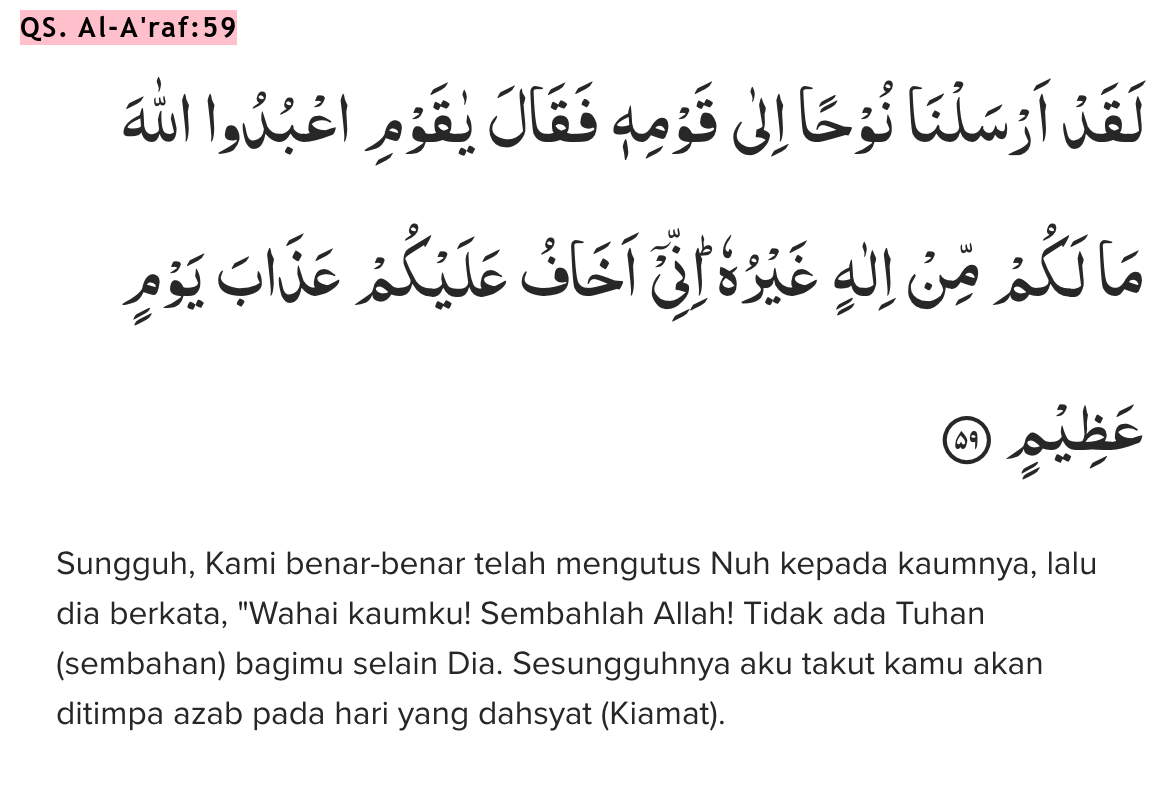 QS. Al-A'raf:59
لَقَدْ اَرْسَلْنَا نُوْحًا اِلٰى قَوْمِهٖ فَقَالَ يٰقَوْمِ اعْبُدُوا اللّٰهَ
مَا لَكُمْ مِّنْ اِلٰهٍ غَيْرُهٗ ۗاِنِّيْٓ اَخَافُ عَلَيْكُمْ عَذَابَ يَوْمٍ
عَظِيْمٍ ۝٥٩
Sungguh, Kami benar-benar telah mengutus Nuh kepada kaumnya, lalu
dia berkata, "Wahai kaumku! Sembahlah Allah! Tidak ada Tuhan
(sembahan) bagimu selain Dia. Sesungguhnya aku takut kamu akan
ditimpa azab pada hari yang dahsyat (Kiamat).